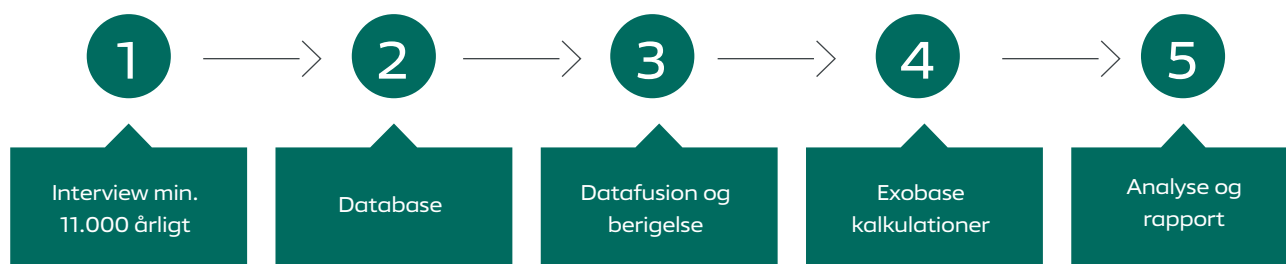 1
2
3
4
5
Interview min.
11.000 årligt
Database
Datafusion og
berigelse
Exobase
kalkulationer
Analyse og
rapport